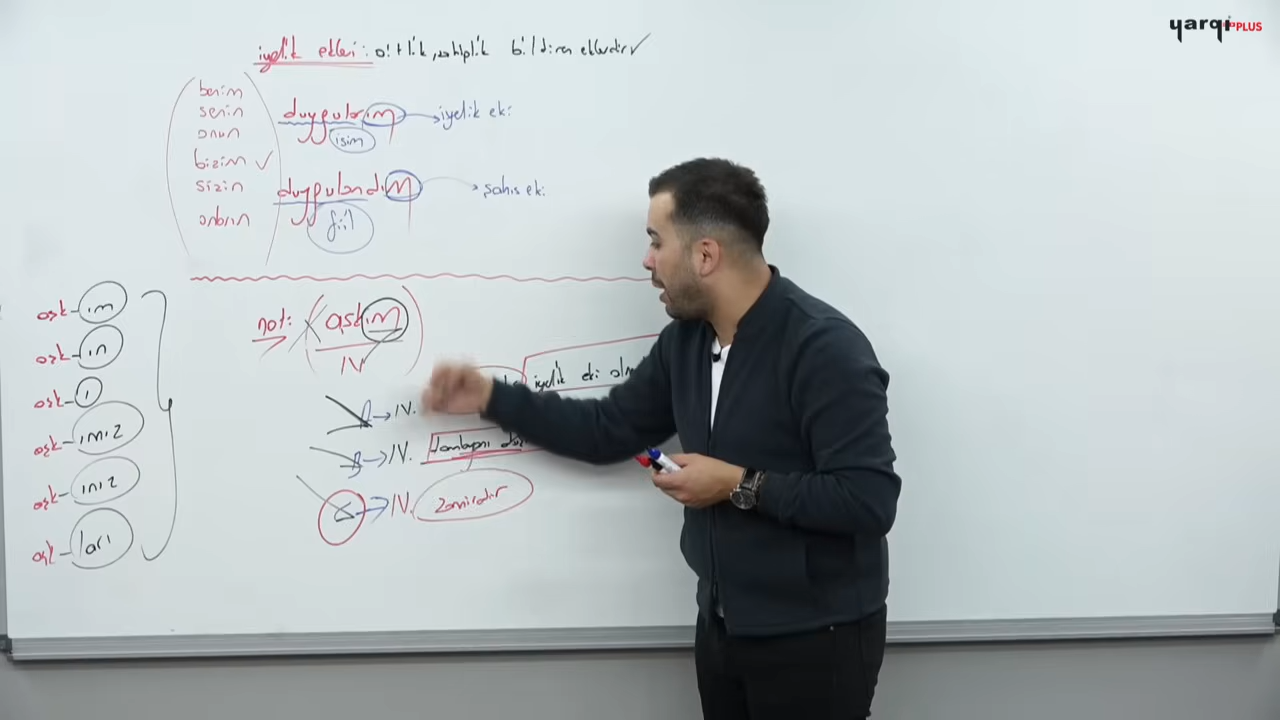 yargı PLUS
iyelik ekleri: aitlik, sahiplik bildiren eklerdir ✓
benim
senin
onun
bizim ✓
sizin
onların
duygularım → iyelik eki
isim
duygulandım → şahıs eki
fiil
not: (aşkım)
IV
iyelik eki
A → IV.
B → IV. tamlayanı
C → IV. zamirdir
aşk-ım
aşk-ın
aşk-ı
aşk-ımız
aşk-ınız
aşk-ları